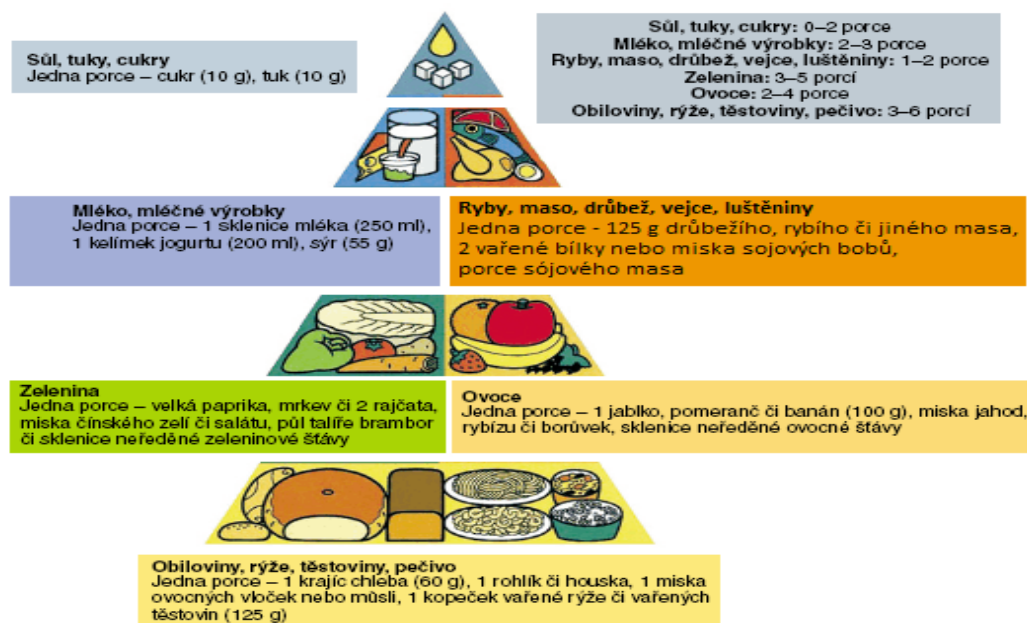 Sůl, tuky, cukry
Jedna porce – cukr (10 g), tuk (10 g)
Sůl, tuky, cukry: 0–2 porce
Mléko, mléčné výrobky: 2–3 porce
Ryby, maso, drůbež, vejce, luštěniny: 1–2 porce
Zelenina: 3–5 porcí
Ovoce: 2–4 porce
Obiloviny, rýže, těstoviny, pečivo: 3–6 porcí
Mléko, mléčné výrobky
Jedna porce – 1 sklenice mléka (250 ml),
1 kelímek jogurtu (200 ml), sýr (55 g)
Ryby, maso, drůbež, vejce, luštěniny
Jedna porce - 125 g drůbežího, rybího či jiného masa,
2 vařené bílky nebo miska sojových bobů,
porce sójového masa
Zelenina
Jedna porce – velká paprika, mrkev či 2 rajčata,
miska čínského zelí či salátu, půl talíře brambor
či sklenice neředěné zeleninové šťávy
Ovoce
Jedna porce – 1 jablko, pomeranč či banán (100 g), miska jahod,
rybízu či borůvek, sklenice neředěné ovocné šťávy
Obiloviny, rýže, těstoviny, pečivo
Jedna porce – 1 krajíc chleba (60 g), 1 rohlík či houska, 1 miska
ovocných vloček nebo műsli, 1 kopeček vařené rýže či vařených
těstovin (125 g)